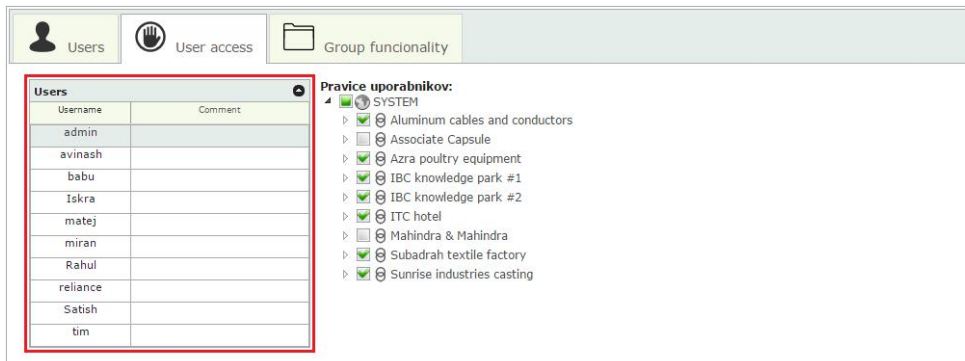 Users
User access
Group funcionality
Users
Username Comment
admin
avinash
babu
Iskra
matej
miran
Rahul
reliance
Satish
tim
Pravice uporabnikov:
SYSTEM
Aluminum cables and conductors
Associate Capsule
Azra poultry equipment
IBC knowledge park #1
IBC knowledge park #2
ITC hotel
Mahindra & Mahindra
Subadrah textile factory
Sunrise industries casting